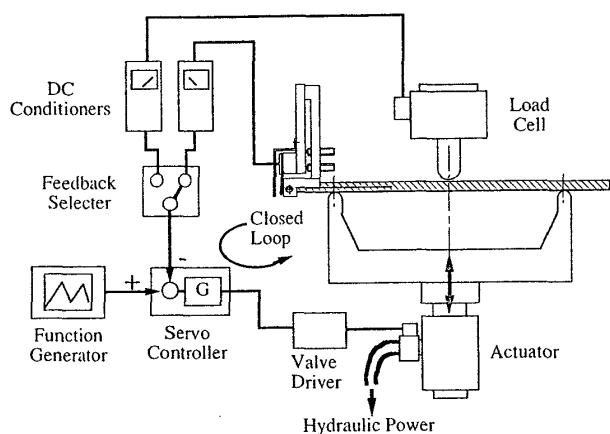 DC
Conditioners
Load
Cell
Feedback
Selecter
Closed
Loop
-
+
G
Function
Generator
Servo
Controller
Valve
Driver
Actuator
Hydraulic Power